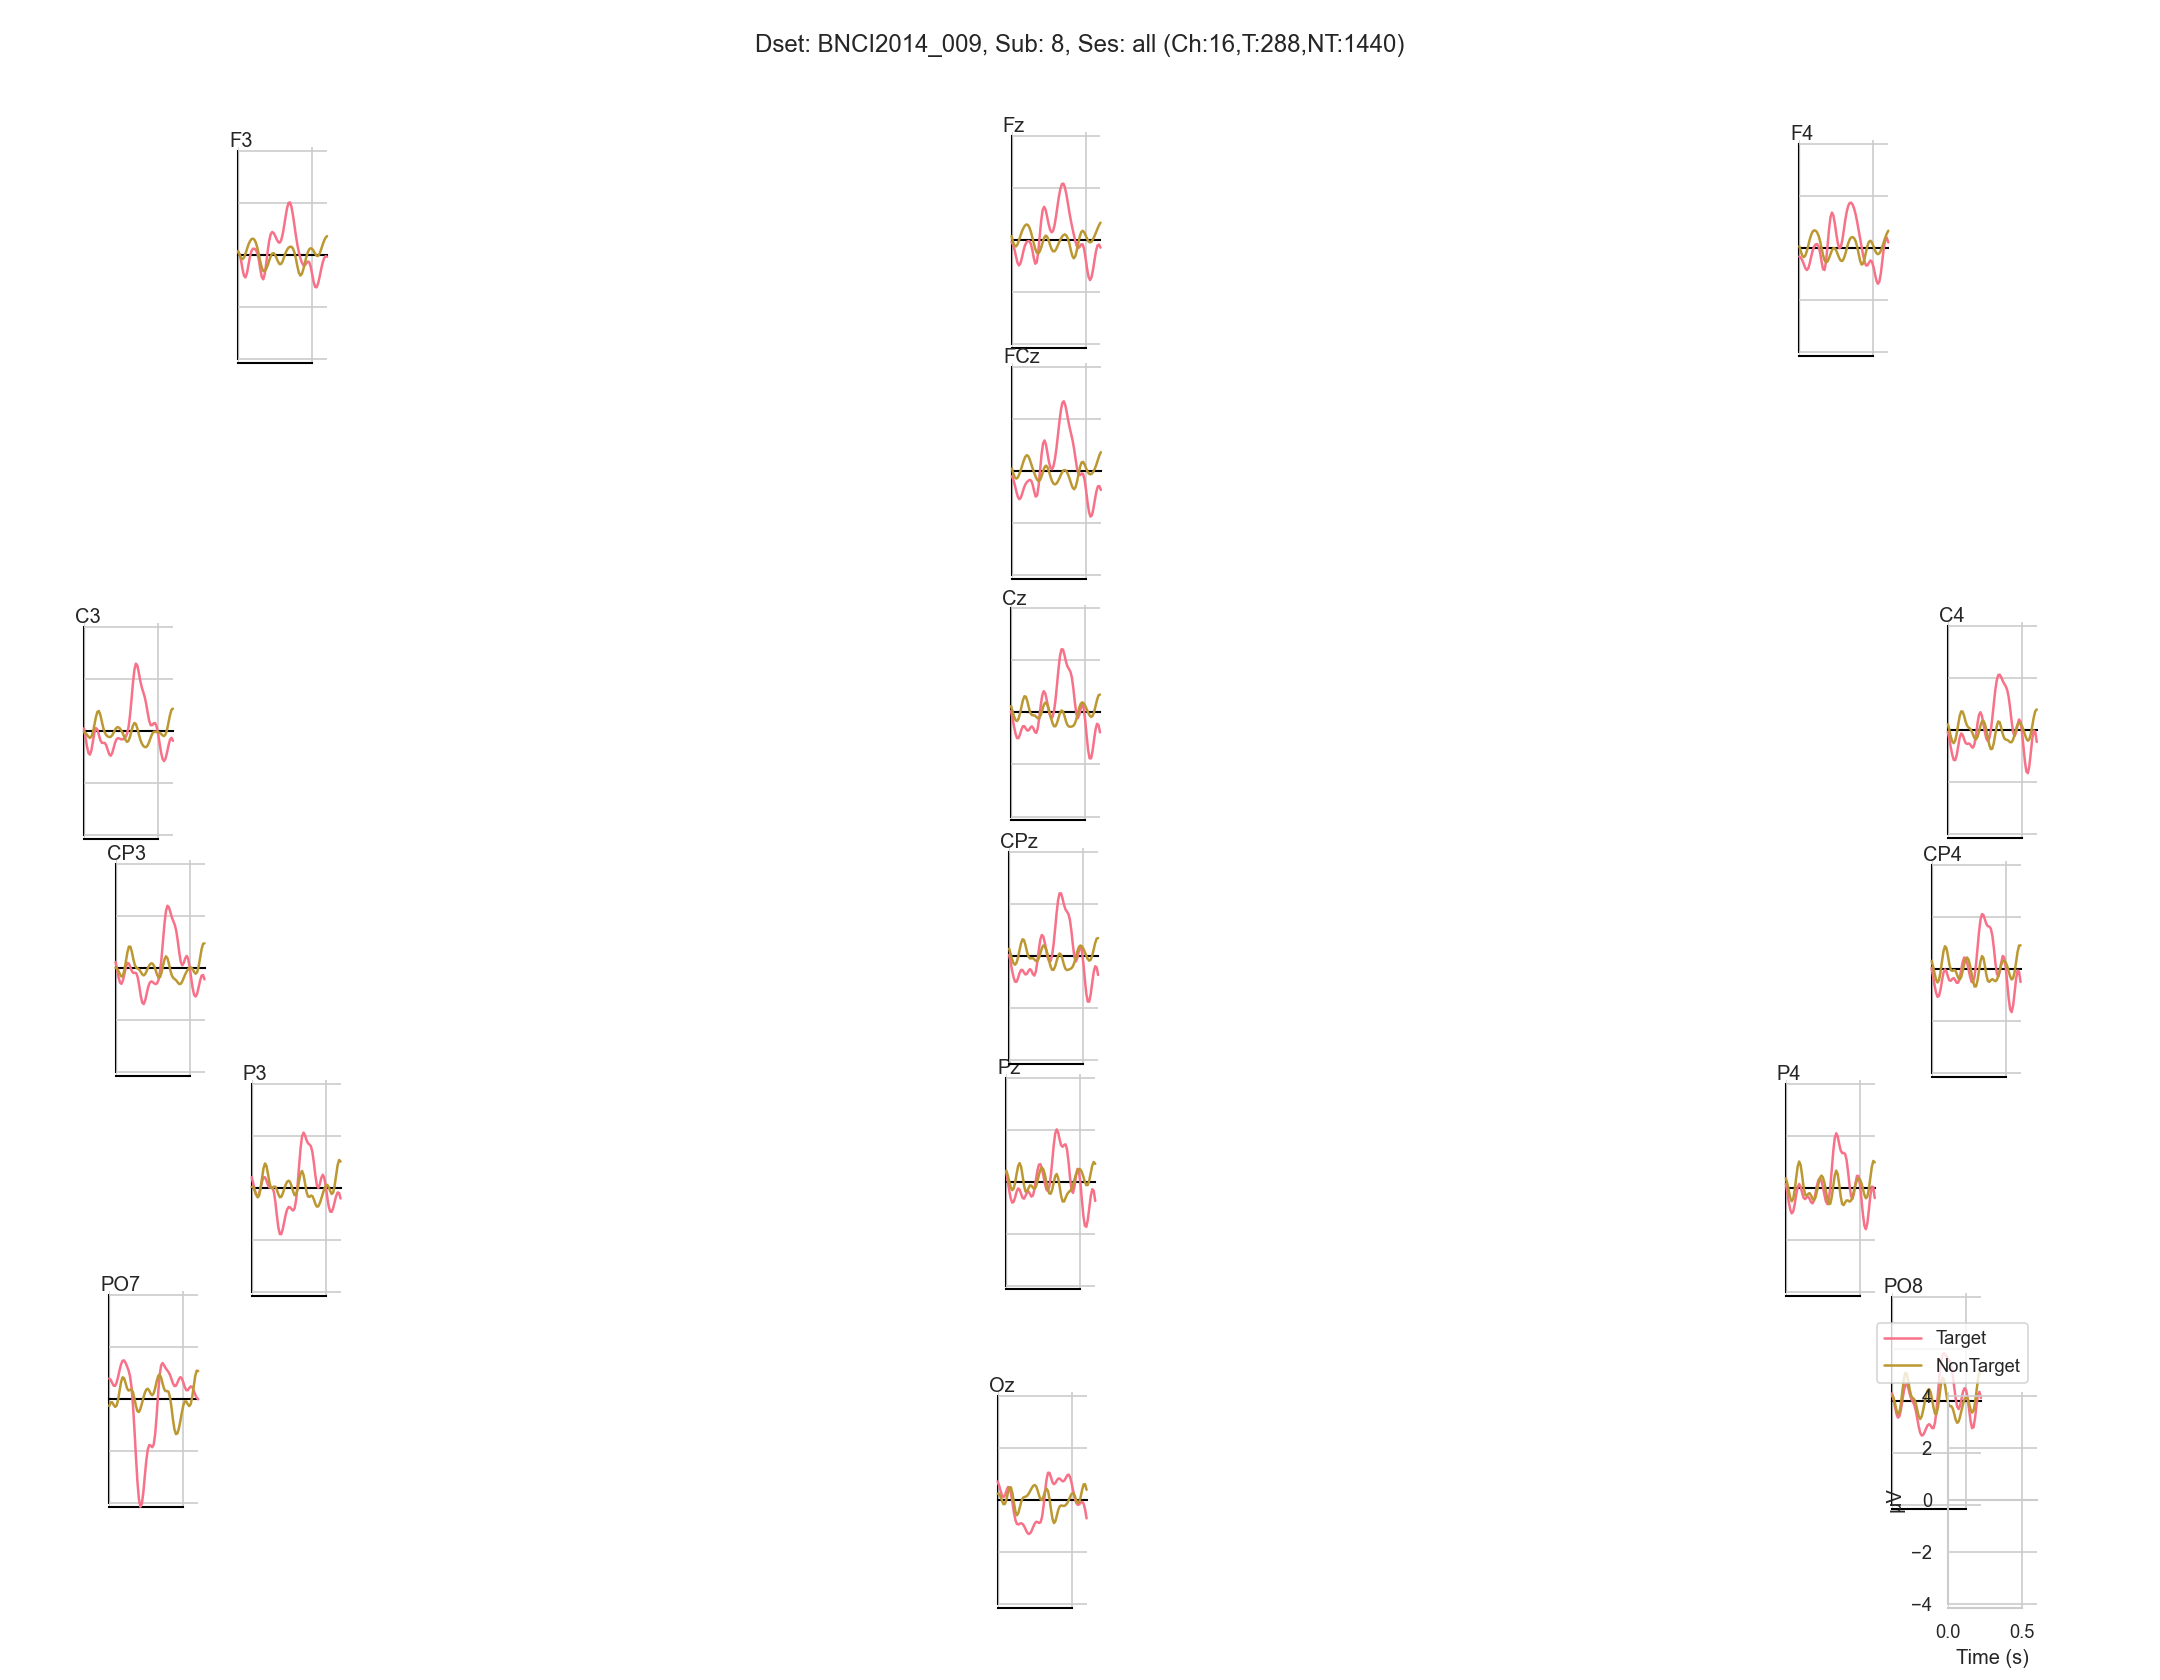 Dset: BNCI2014_009, Sub: 8, Ses: all (Ch:16,T:288,NT:1440)
F3
Fz
F4
FCz
C3
Cz
C4
CP3
CPz
CP4
P3
Pz
P4
PO7
PO8
Target
NonTarget
Oz
4
2
0
−2
−4
µV
0.0
0.5
Time (s)